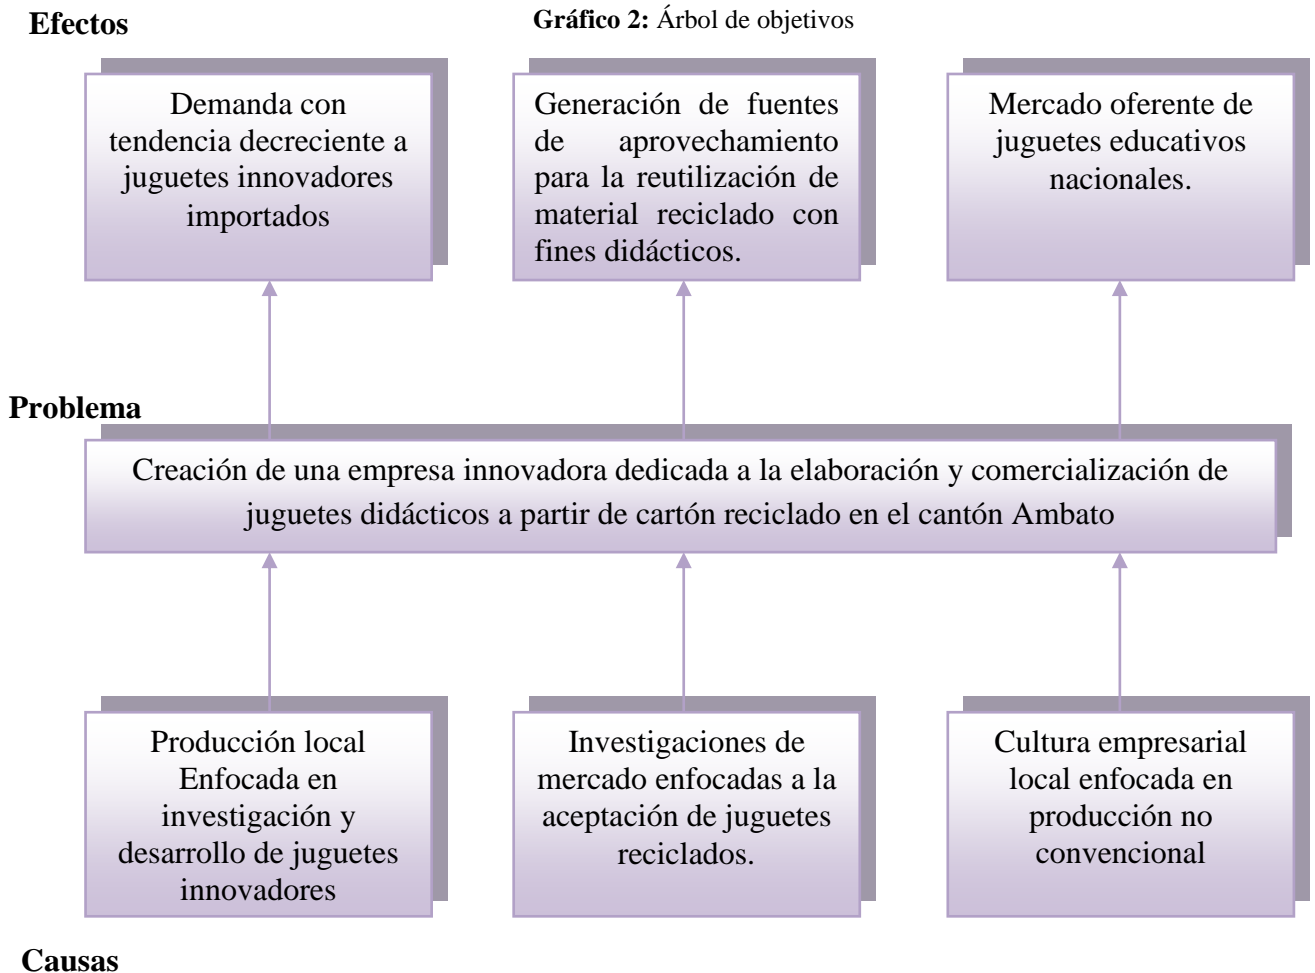 Efectos
Gráfico 2: Árbol de objetivos
Demanda con
tendencia decreciente a
juguetes innovadores
importados
Generación de fuentes
de aprovechamiento
para la reutilización de
material reciclado con
fines didácticos.
Mercado oferente de
juguetes educativos
nacionales.
Problema
Creación de una empresa innovadora dedicada a la elaboración y comercialización de
juguetes didácticos a partir de cartón reciclado en el cantón Ambato
Producción local
Enfocada en
investigación y
desarrollo de juguetes
innovadores
Investigaciones de
mercado enfocadas a la
aceptación de juguetes
reciclados.
Cultura empresarial
local enfocada en
producción no
convencional
Causas